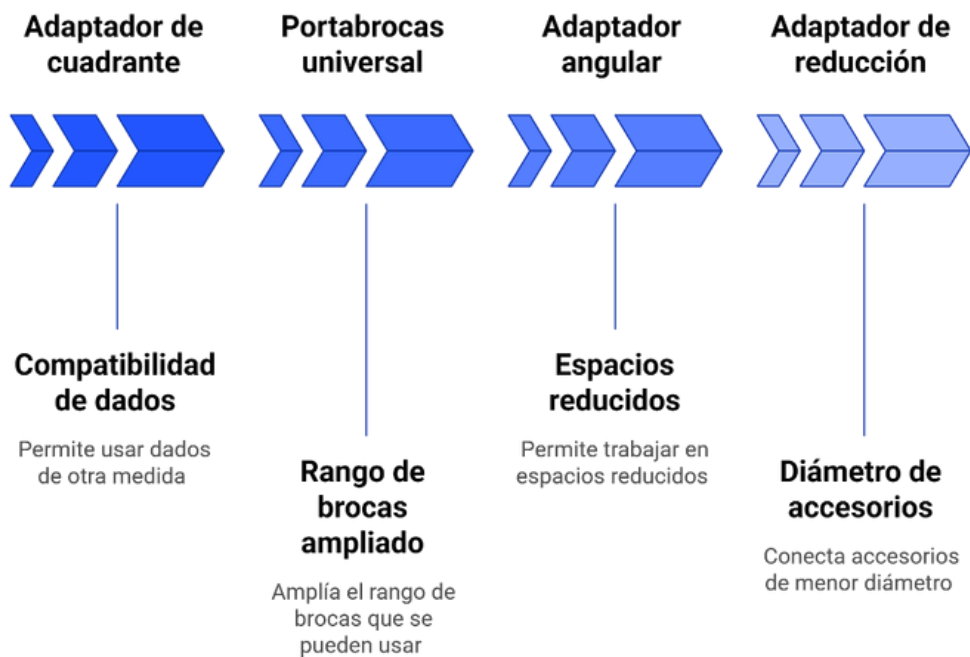 Adaptador de
cuadrante
Portabrocas
universal
Adaptador
angular
Adaptador de
reducción
Compatibilidad
de dados
Permite usar dados
de otra medida
Rango de
brocas
ampliado
Amplía el rango de
brocas que se
pueden usar
Espacios
reducidos
Permite trabajar en
espacios reducidos
Diámetro de
accesorios
Conecta accesorios
de menor diámetro